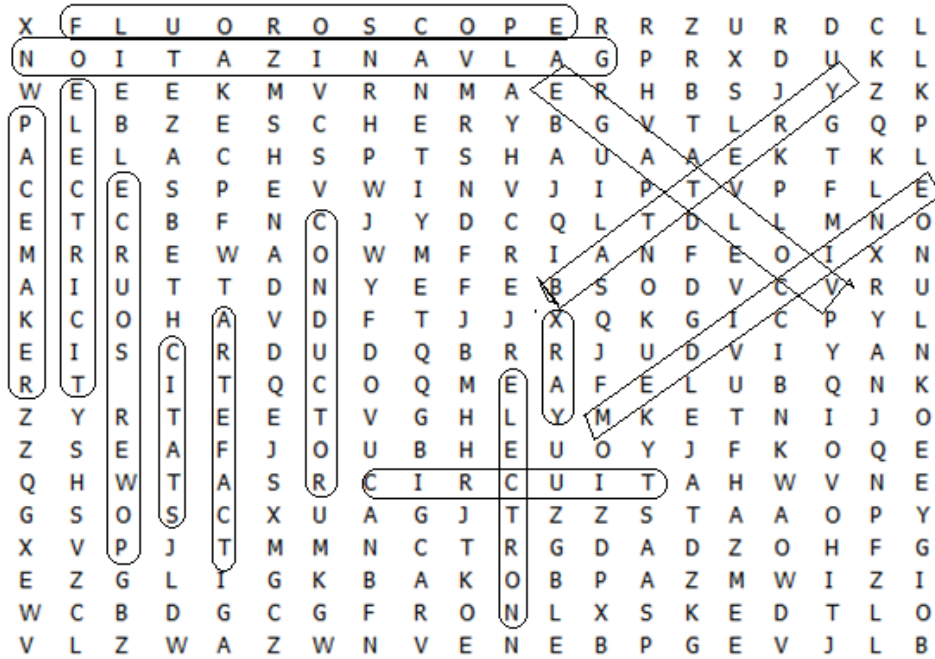 X F L U O R O S C O P E R R Z U R D C L
N O I T A Z I N A V L A G P R X D U K L
W E E E K M V R N M A E R H B S J Y Z K
P L B Z E S C H E R Y B G V T L R G Q P
A E L A C H S P T S H A U A A E K T K L
C C E S P E V W I N V J I P T V P F L E
E T C B F N C J Y D C Q L T D L L M N O
M R R E W A O W M F R I A N F E O I X N
A I U T T D N Y E F E B S O D V C V R U
K C O H A V D F T J J X Q K G I C P Y L
E I S C R D U D Q B R R J U D V I Y A N
R T I T Q C O Q M E A F E L U B Q N K
Z Y R T E E T V G H L Y M K E T N I J O
Z S E A F J O U B H E U O Y J F K O Q E
Q H W T A S R C I R C U I T A H W V N E
G S O S C X U A G J T Z Z S T A A O P Y
X V P J T M M N C T R G D A D Z O H F G
E Z G L I G K B A K O B P A Z M W I Z I
W C B D G C G F R O N L X S K E D T L O
V L Z W A Z W N V E N E B P G E V J L B